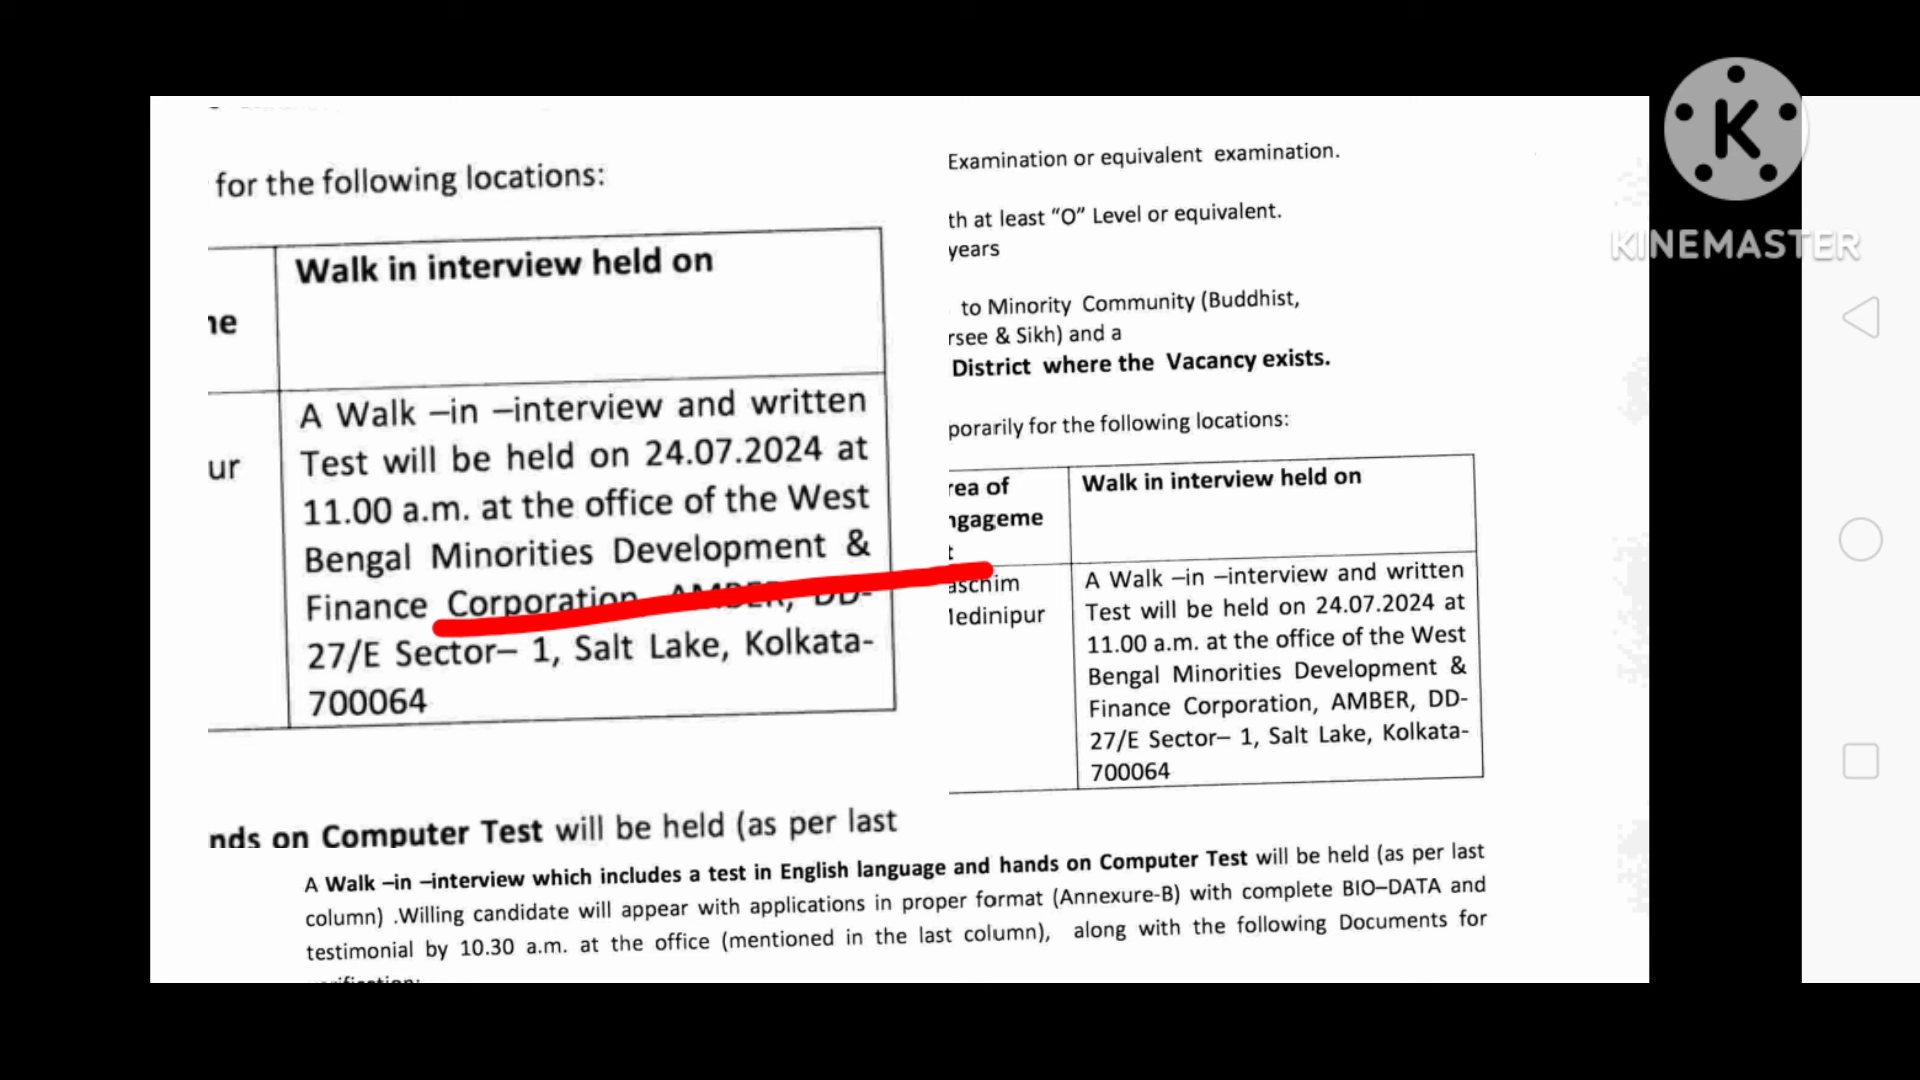 for the following locations:
Walk in interview held on
ne
ur
A Walk –in –interview and written
Test will be held on 24.07.2024 at
11.00 a.m. at the office of the West
Bengal Minorities Development &
Finance Corporation, AMBER, DD-
27/E Sector– 1, Salt Lake, Kolkata-
700064
nds on Computer Test will be held (as per last
Examination or equivalent examination.
th at least “O” Level or equivalent.
years
to Minority Community (Buddhist,
rsee & Sikh) and a
District where the Vacancy exists.
porarily for the following locations:
rea of
ngageme
t
Walk in interview held on
aschim
Medinipur
A Walk –in –interview and written
Test will be held on 24.07.2024 at
11.00 a.m. at the office of the West
Bengal Minorities Development &
Finance Corporation, AMBER, DD-
27/E Sector– 1, Salt Lake, Kolkata-
700064
A Walk –in –interview which includes a test in English language and hands on Computer Test will be held (as per last
column) .Willing candidate will appear with applications in proper format (Annexure-B) with complete BIO–DATA and
testimonial by 10.30 a.m. at the office (mentioned in the last column), along with the following Documents for
K
KINEMASTER